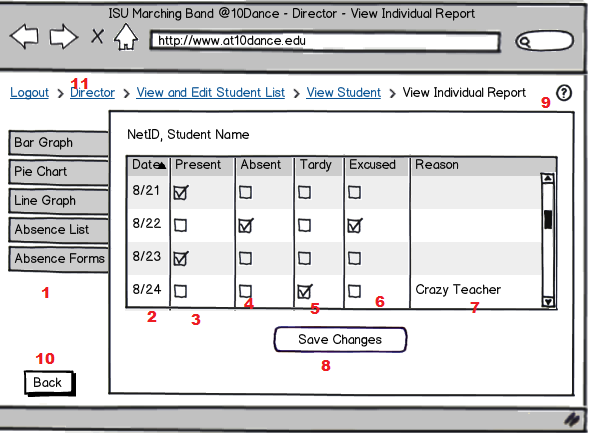 ISU Marching Band @10Dance - Director - View Individual Report
http://www.at10dance.edu
11
Logout > Director > View and Edit Student List > View Student > View Individual Report
9 ?
NetID, Student Name
Bar Graph
Pie Chart
Line Graph
Absence List
Absence Forms
1
Date Present Absent Tardy Excused Reason
8/21
8/22
8/23
8/24 Crazy Teacher
2 3 4 5 6 7
Save Changes
8
10
Back